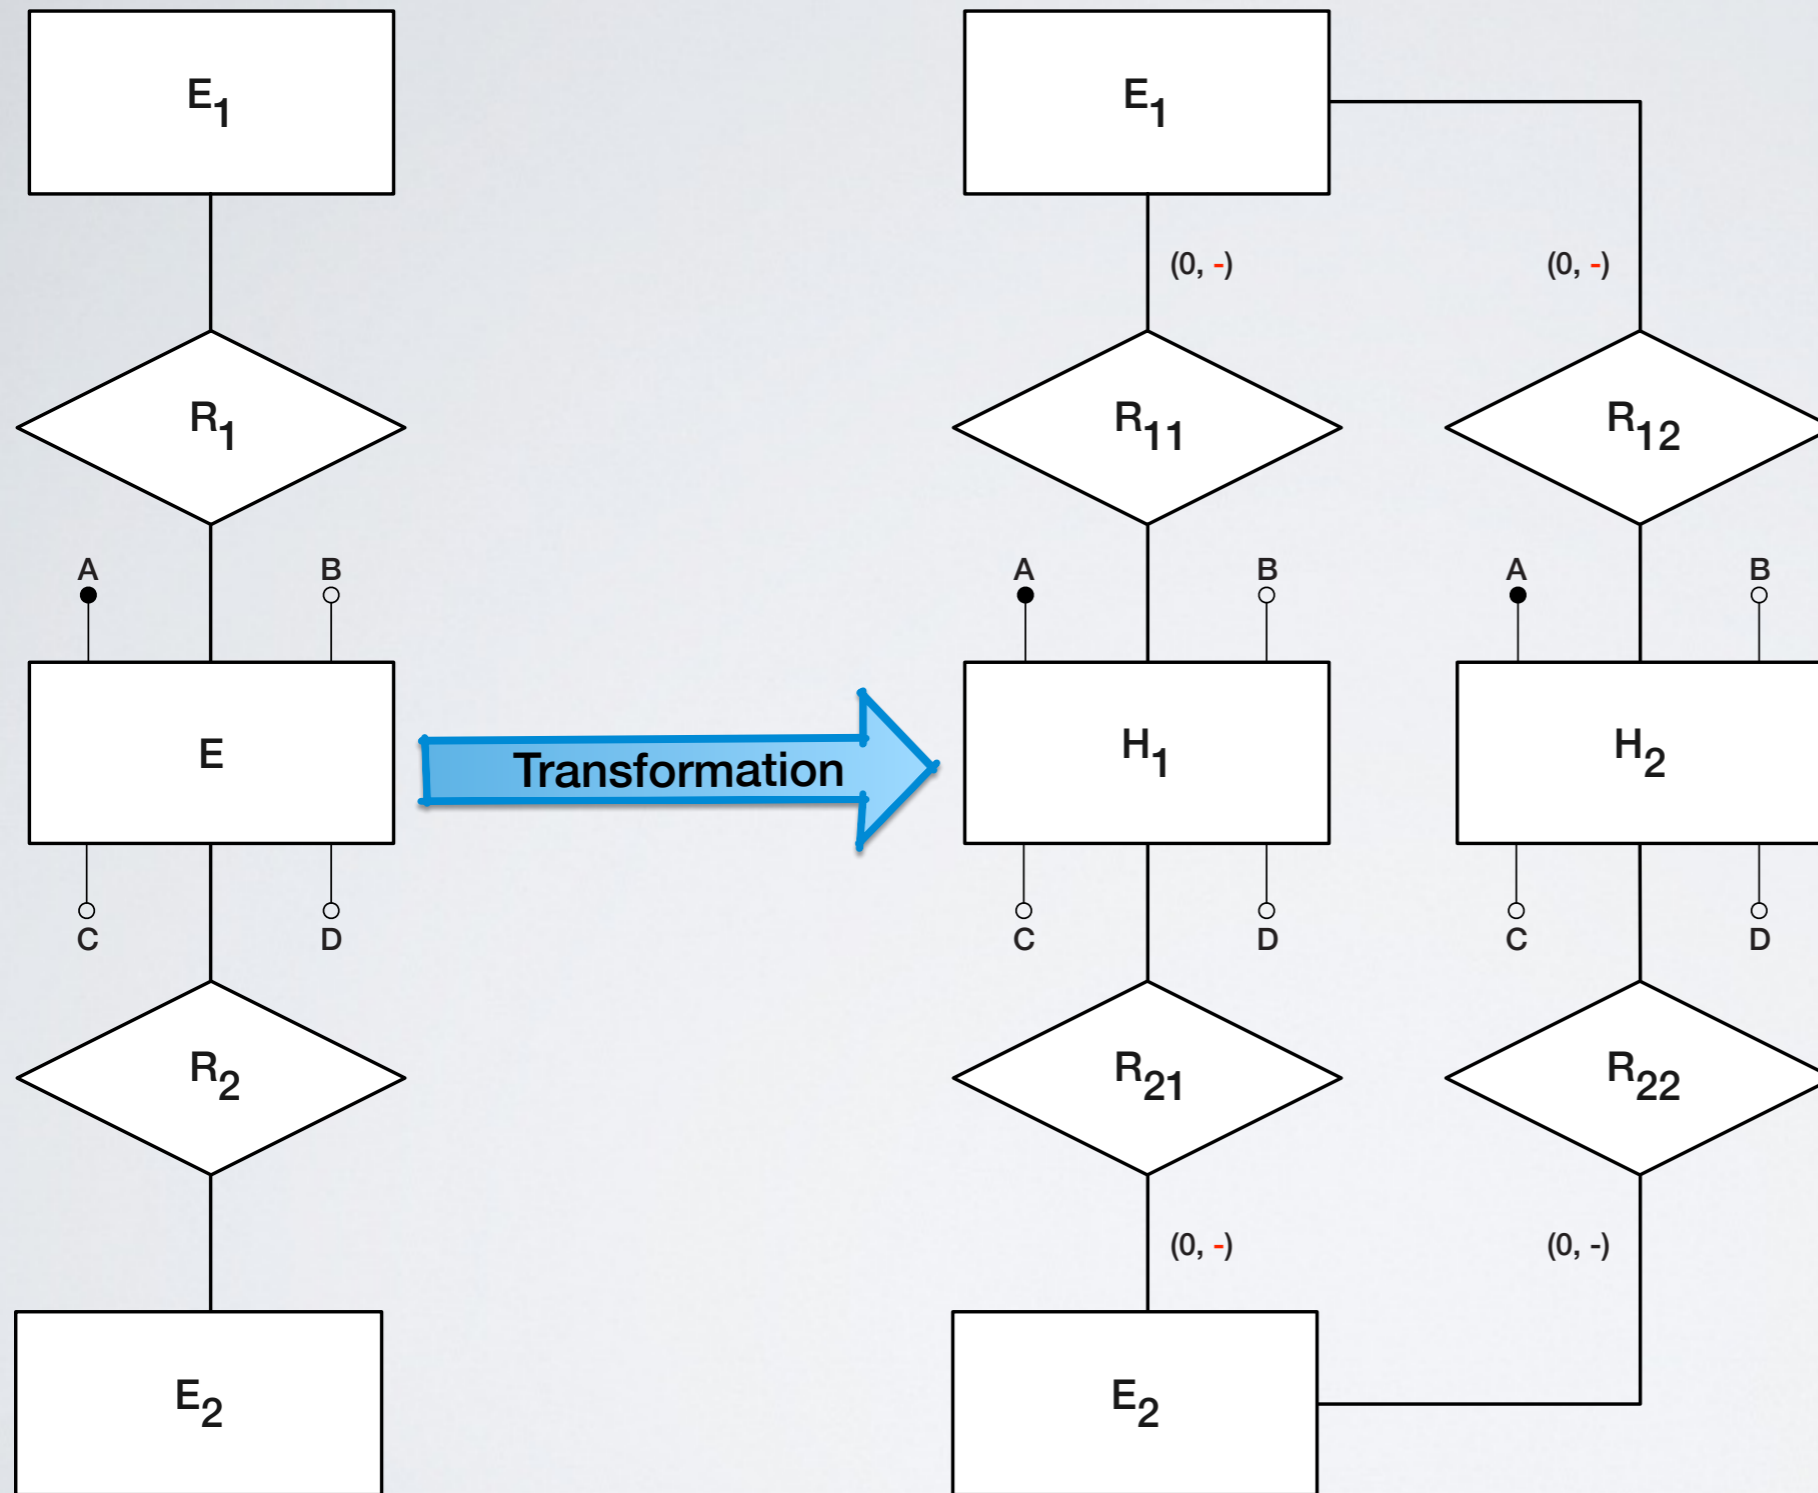 E₁
R₁
A B
E
C D
R₂
E₂
Transformation
E₁
(0, -) (0, -)
R₁₁ R₁₂
A B A B
H₁ H₂
C D C D
R₂₁ R₂₂
(0, -) (0, -)
E₂